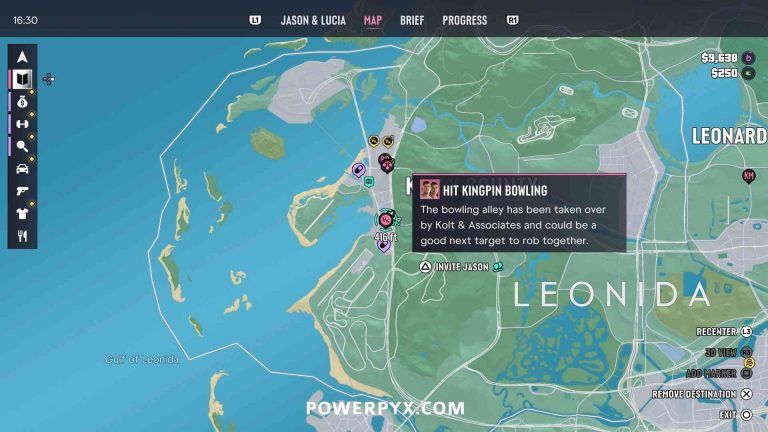 16:30
L1 JASON & LUCIA MAP BRIEF PROGRESS R1
$9,638
$250
LEONARD
KM
HIT KINGPIN BOWLING
The bowling alley has been taken over
by Kolt & Associates and could be a
good next target to rob together.
416 ft
INVITE JASON
LEONIDA
Gulf of Leonida
RECENTER L3
3D VIEW R3
ADD MARKER
REMOVE DESTINATION
EXIT
POWERPYX.COM